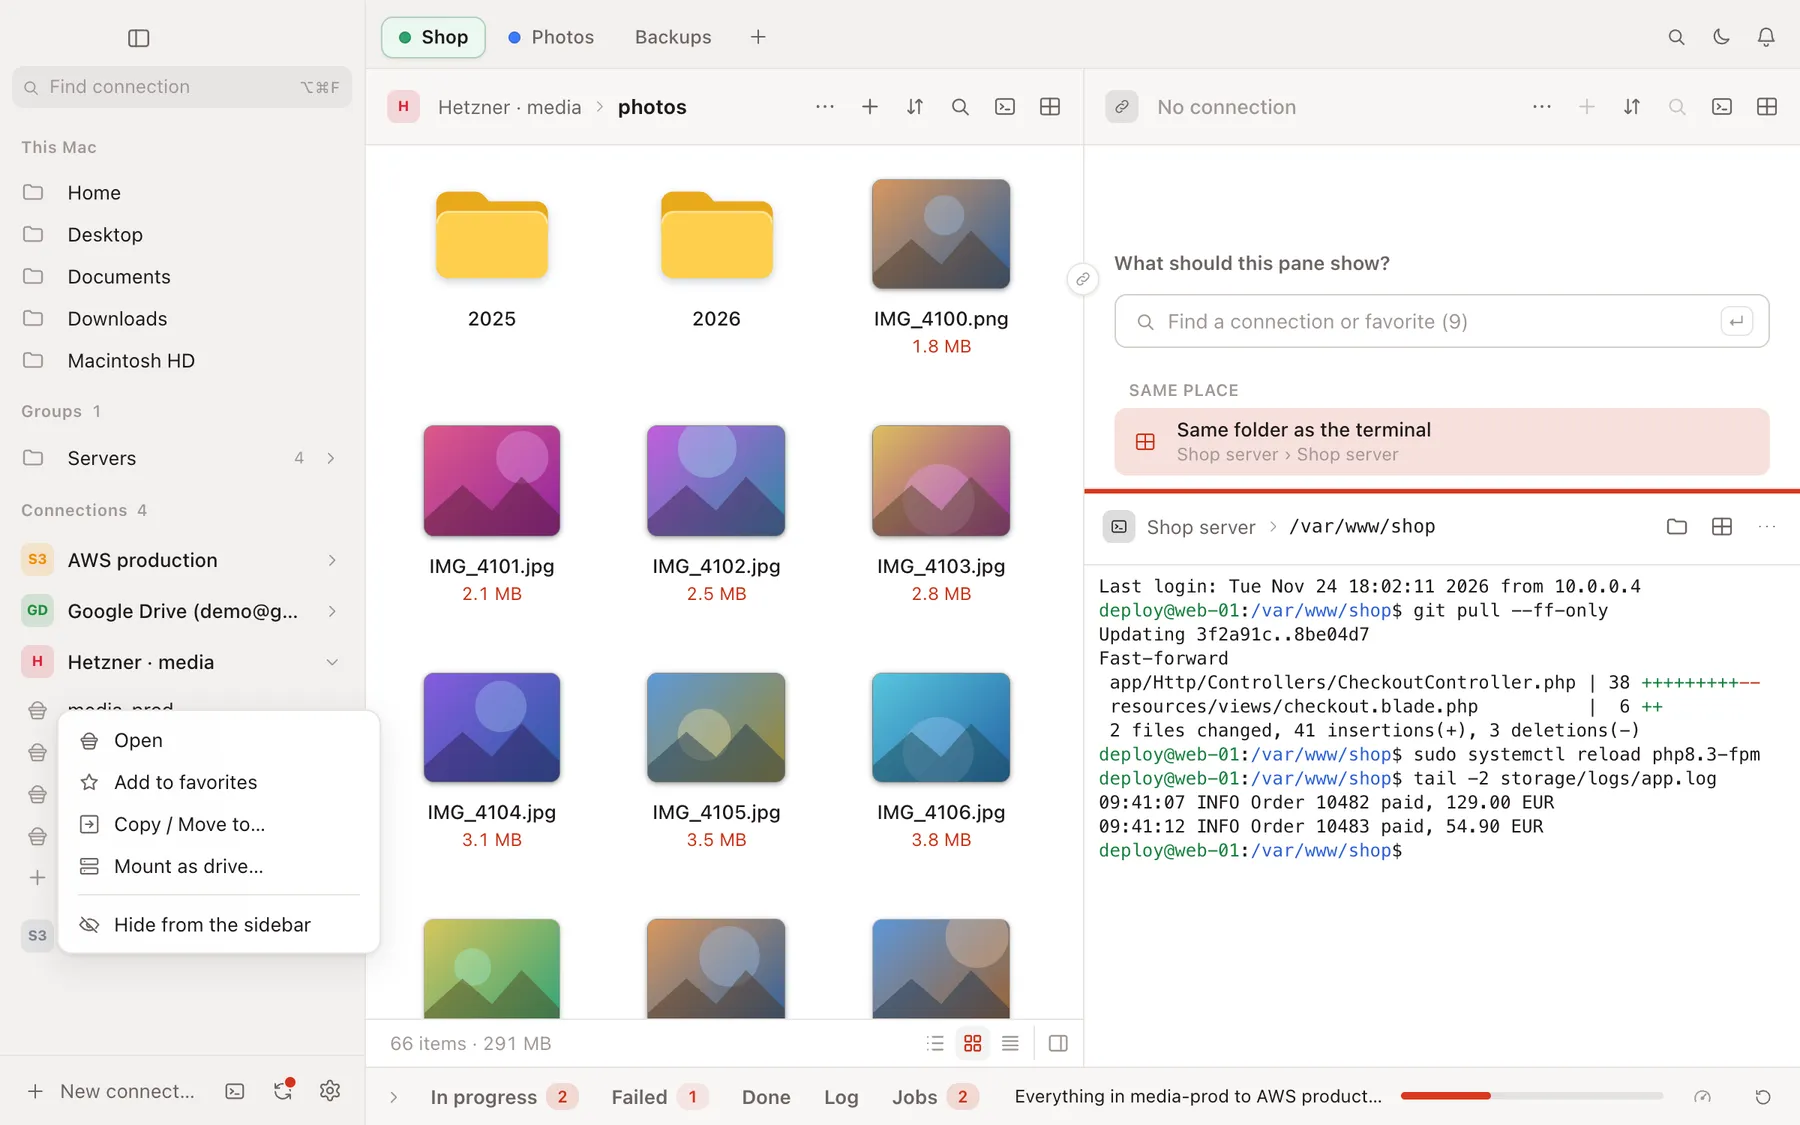 Find connection
⌥⌘F
This Mac
Home
Desktop
Documents
Downloads
Macintosh HD
Groups 1
Servers 4
Connections 4
S3 AWS production
GD Google Drive (demo@g...
H Hetzner · media
media-prod
Open
Add to favorites
Copy / Move to...
Mount as drive...
Hide from the sidebar
S3
New connect...
Shop
Photos
Backups
H Hetzner · media › photos
2025
2026
IMG_4100.png
1.8 MB
IMG_4101.jpg
2.1 MB
IMG_4102.jpg
2.5 MB
IMG_4103.jpg
2.8 MB
IMG_4104.jpg
3.1 MB
IMG_4105.jpg
3.5 MB
IMG_4106.jpg
3.8 MB
66 items · 291 MB
No connection
What should this pane show?
Find a connection or favorite (9)
SAME PLACE
Same folder as the terminal
Shop server › Shop server
Shop server › /var/www/shop
Last login: Tue Nov 24 18:02:11 2026 from 10.0.0.4
deploy@web-01:/var/www/shop$ git pull --ff-only
Updating 3f2a91c..8be04d7
Fast-forward
app/Http/Controllers/CheckoutController.php | 38 +++++++++--
resources/views/checkout.blade.php | 6 ++
2 files changed, 41 insertions(+), 3 deletions(-)
deploy@web-01:/var/www/shop$ sudo systemctl reload php8.3-fpm
deploy@web-01:/var/www/shop$ tail -2 storage/logs/app.log
09:41:07 INFO Order 10482 paid, 129.00 EUR
09:41:12 INFO Order 10483 paid, 54.90 EUR
deploy@web-01:/var/www/shop$
In progress 2
Failed 1
Done
Log
Jobs 2
Everything in media-prod to AWS product...